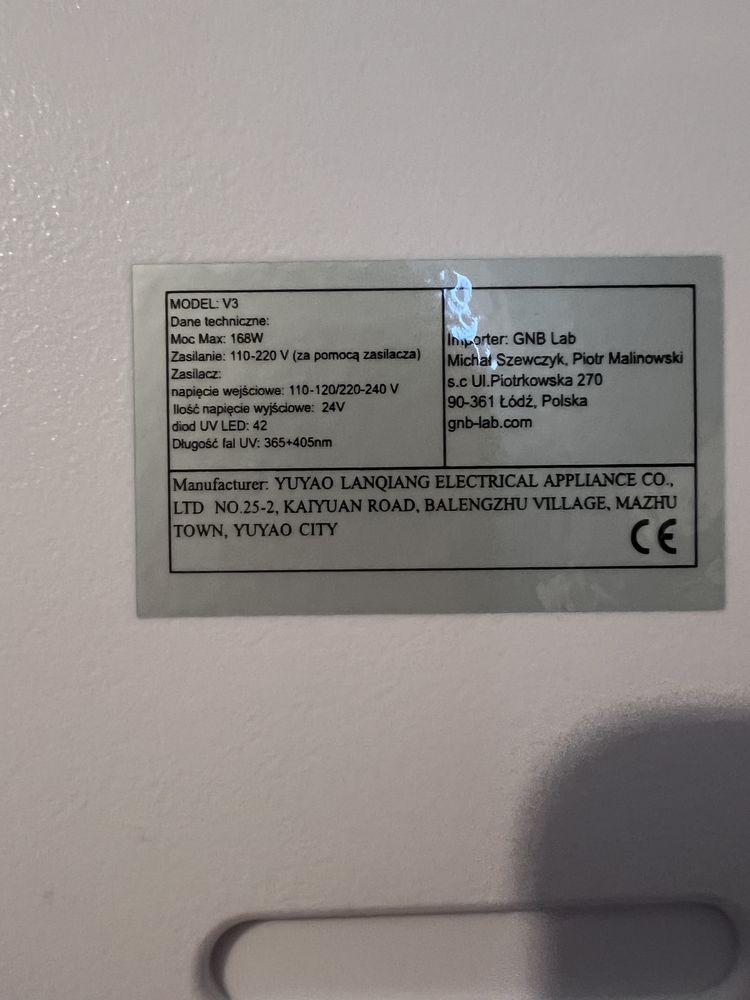 MODEL: V3
Dane techniczne:
Moc Max: 168W
Zasilanie: 110-220 V (za pomocą zasilacza)
Zasilacz:
napięcie wejściowe: 110-120/220-240 V
Ilość napięcie wyjściowe: 24V
diod UV LED: 42
Długość fal UV: 365+405nm
Importer: GNB Lab
Michał Szewczyk, Piotr Malinowski
s.c Ul.Piotrkowska 270
90-361 Łódź, Polska
gnb-lab.com
Manufacturer: YUYAO LANQIANG ELECTRICAL APPLIANCE CO.,
LTD NO.25-2, KAIYUAN ROAD, BALENGZHU VILLAGE, MAZHU
TOWN, YUYAO CITY
CE